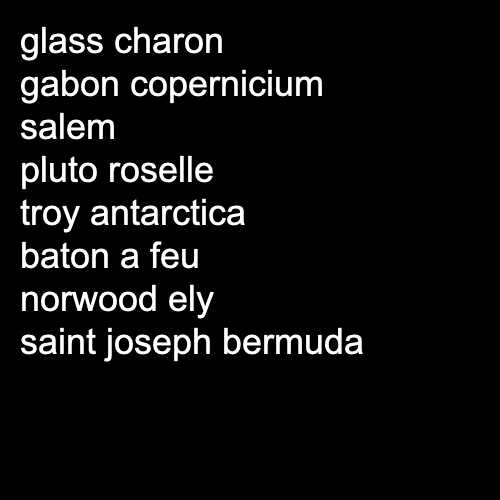 glass charon
gabon copernicium
salem
pluto roselle
troy antarctica
baton a feu
norwood ely
saint joseph bermuda